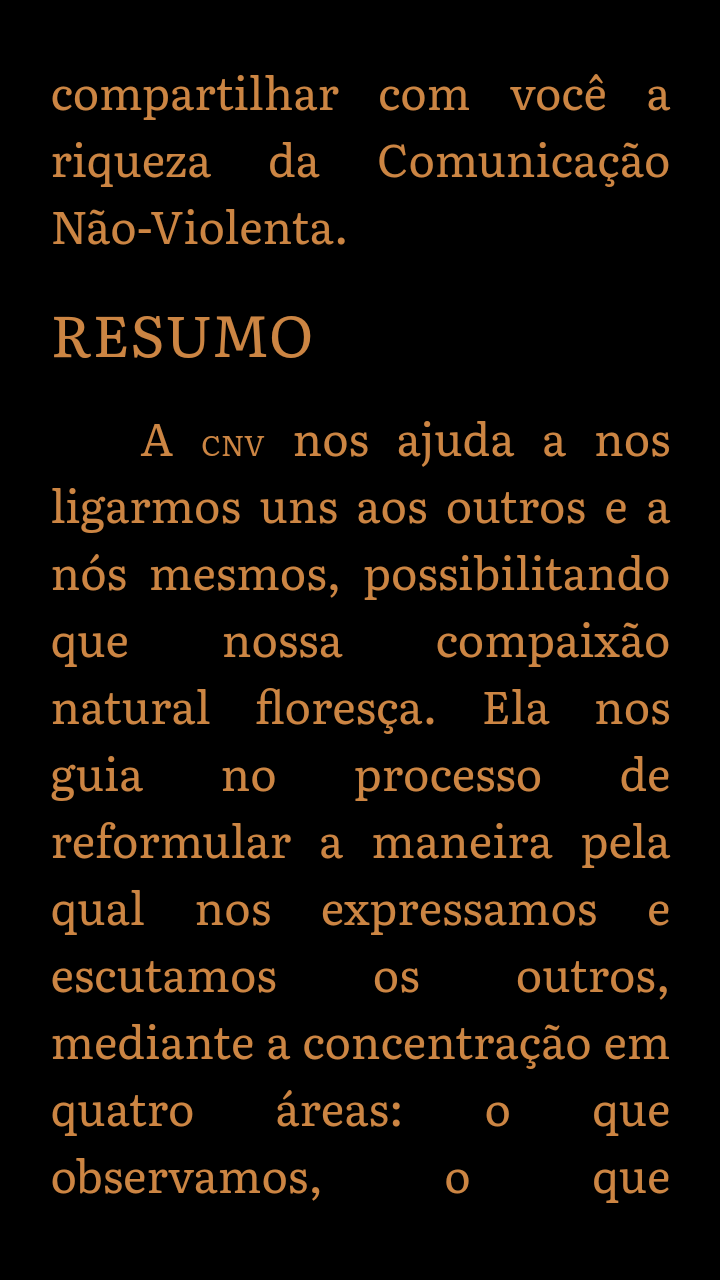 compartilhar com você a
riqueza da Comunicação
Não-Violenta.
RESUMO
A CNV nos ajuda a nos
ligarmos uns aos outros e a
nós mesmos, possibilitando
que nossa compaixão
natural floresça. Ela nos
guia no processo de
reformular a maneira pela
qual nos expressamos e
escutamos os outros,
mediante a concentração em
quatro áreas: o que
observamos, o que